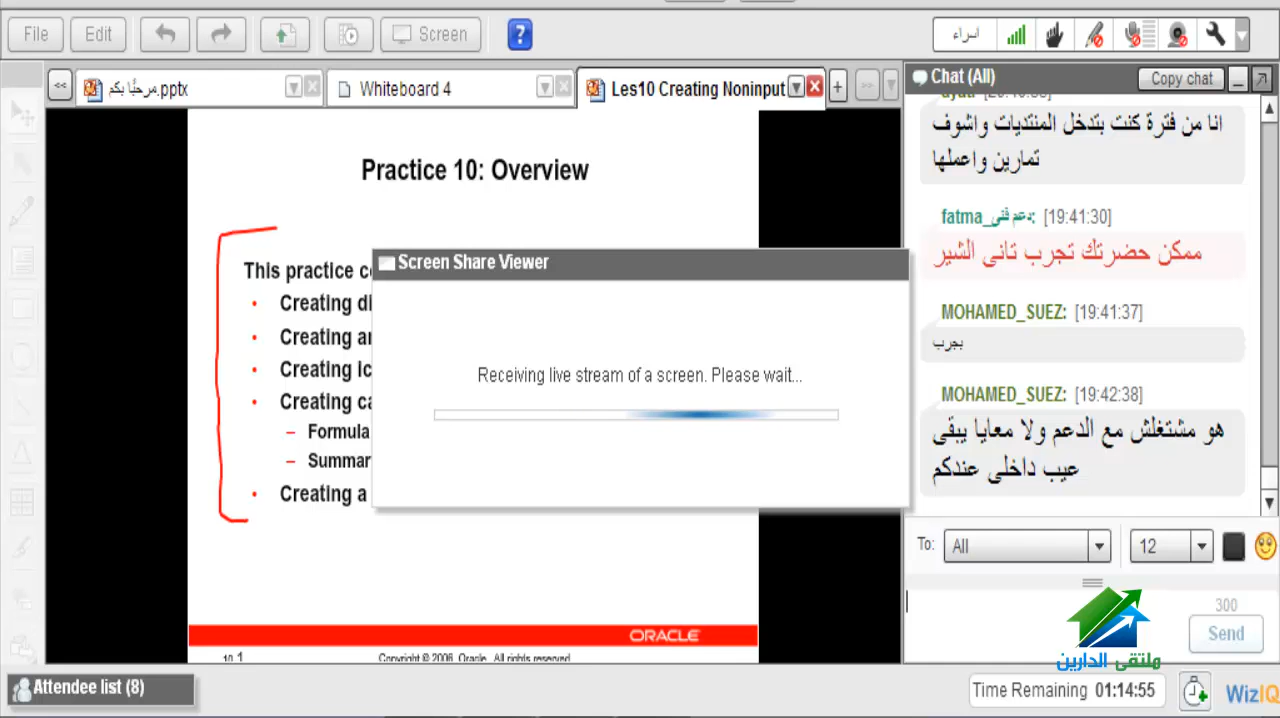 File
Edit
Screen
?
اسراء
<<
مرحبًا بكم.pptx
Whiteboard 4
Les10 Creating Noninput
+
>>
Chat (All)
Copy chat
انا من فترة كنت بتدخل المنتديات واشوف
تمارين واعملها
fatma_دعم فنى: [19:41:30]
ممكن حضرتك تجرب تانى الشير
MOHAMED_SUEZ: [19:41:37]
بجرب
MOHAMED_SUEZ: [19:42:38]
هو مشتغلش مع الدعم ولا معايا يبقى
عيب داخلى عندكم
To:
All
12
300
Send
Practice 10: Overview
This practice c
Creating di
Creating a
Creating ic
Creating ca
– Formula
– Summar
Creating a
Screen Share Viewer
Receiving live stream of a screen. Please wait...
ORACLE
Copyright © 2006, Oracle. All rights reserved.
ملتقى الدارين
Attendee list (8)
Time Remaining 01:14:55
WizIQ